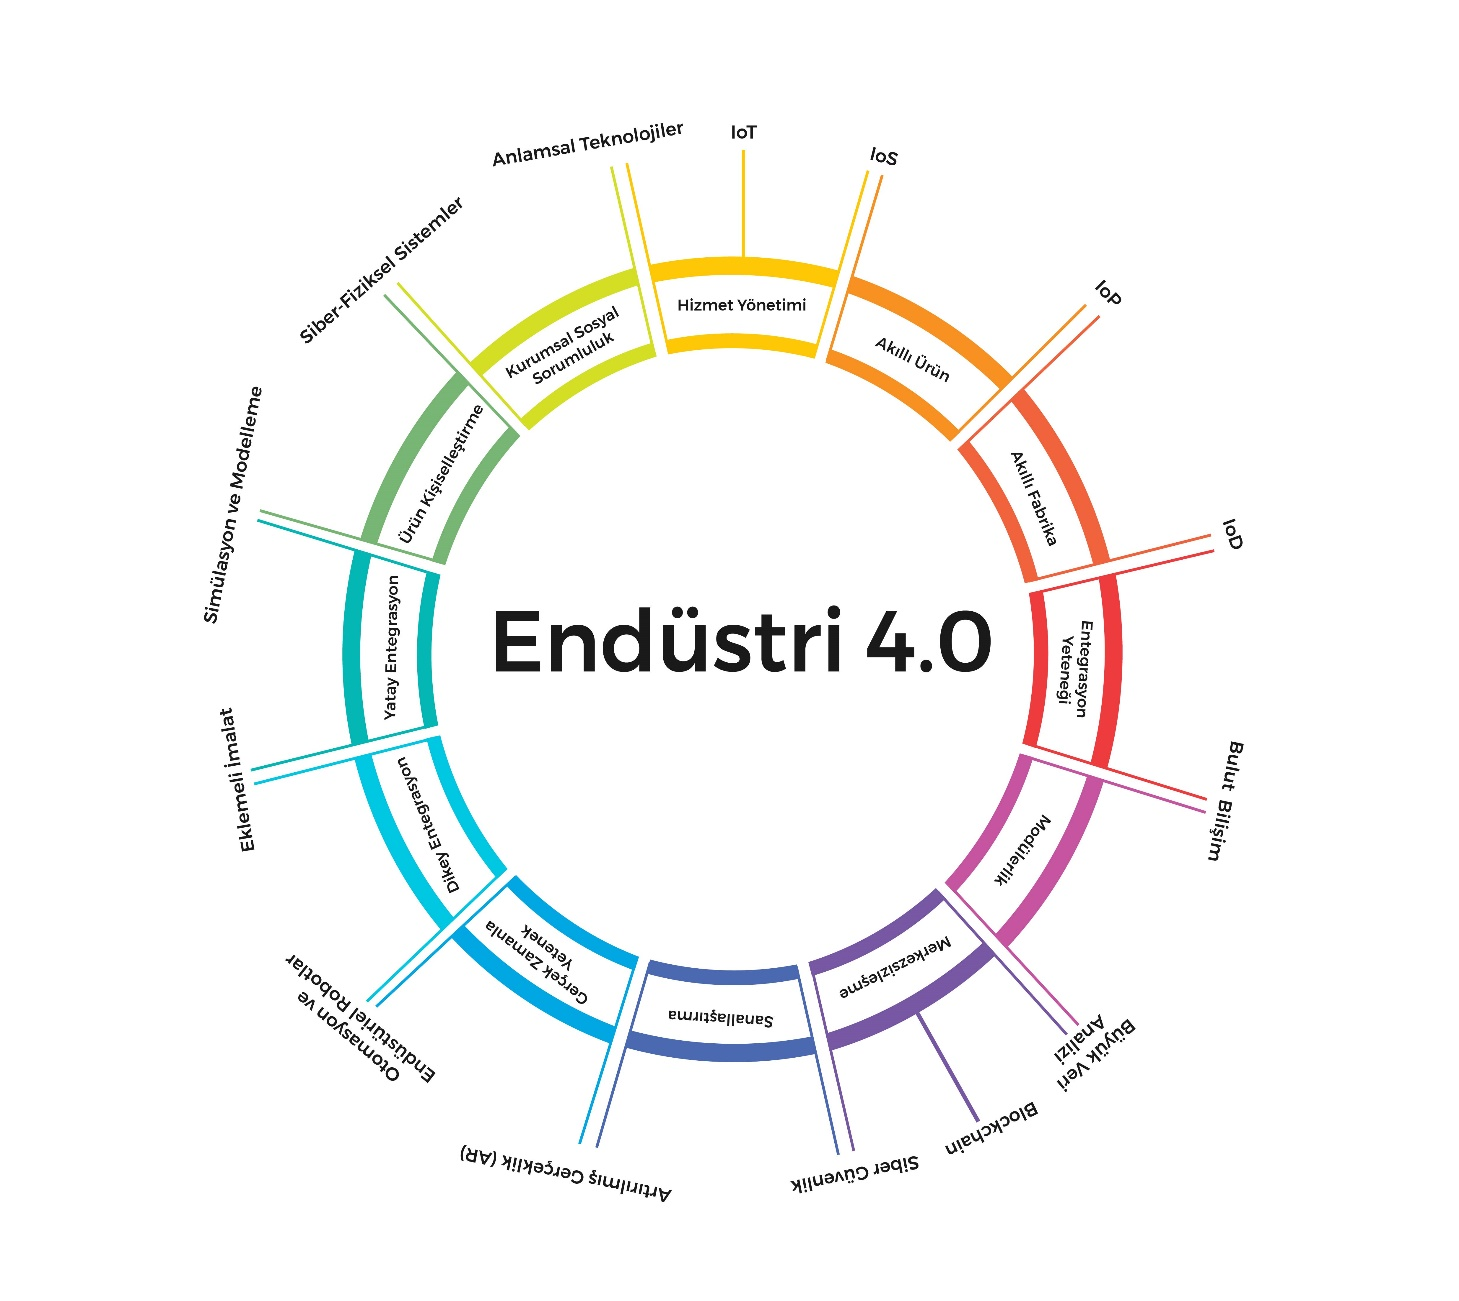 Anlamsal Teknolojiler
IoT
IoS
IoP
IoD
Bulut Bilişim
Büyük Veri
Analizi
Blockchain
Siber Güvenlik
Artırılmış Gerçeklik (AR)
Otomasyon ve
Endüstüriel Robotlar
Eklemeli İmalat
Simülasyon ve Modelleme
Siber-Fiziksel Sistemler
Hizmet Yönetimi
Akıllı Ürün
Akıllı Fabrika
Entegrasyon
Yeteneği
Modülerlik
Merkezsizleşme
Sanallaştırma
Gerçek Zamanla
Yetenek
Dikey Entegrasyon
Yatay Entegrasyon
Ürün Kişiselleştirme
Kurumsal Sosyal
Sorumluluk
Endüstri 4.0